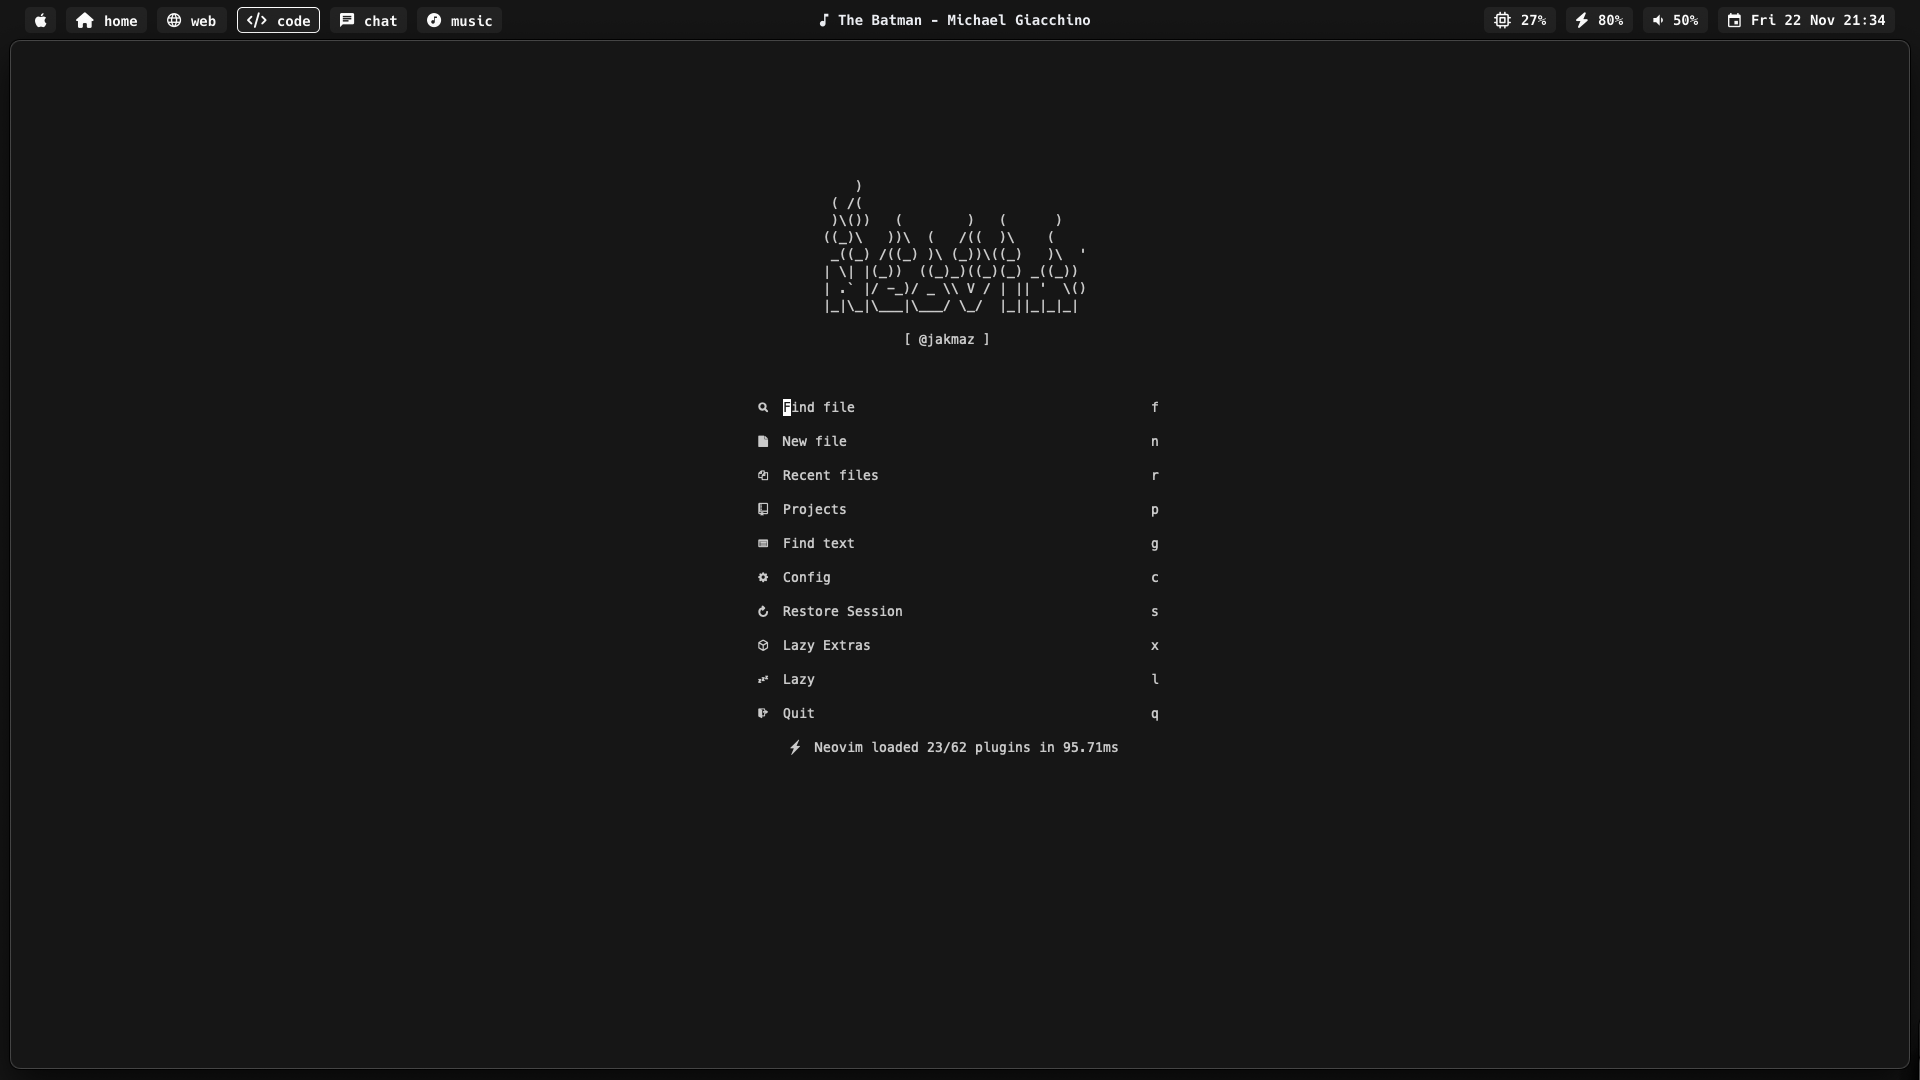 home web </> code chat music The Batman - Michael Giacchino 27% 80% 50% Fri 22 Nov 21:34
    )
 ( /(
 )\())   (        )   (      )
((_)\   ))\  (   /((  )\    (
 _((_) /((_) )\ (_))\((_)   )\  '
| \| |(_))  ((_)_)((_)(_) _((_))
| .` |/ -_)/ _ \\ V / | || '  \()
|_|\_|\___|\___/ \_/  |_||_|_|_|
[ @jakmaz ]
Find file f
New file n
Recent files r
Projects p
Find text g
Config c
Restore Session s
Lazy Extras x
Lazy l
Quit q
Neovim loaded 23/62 plugins in 95.71ms